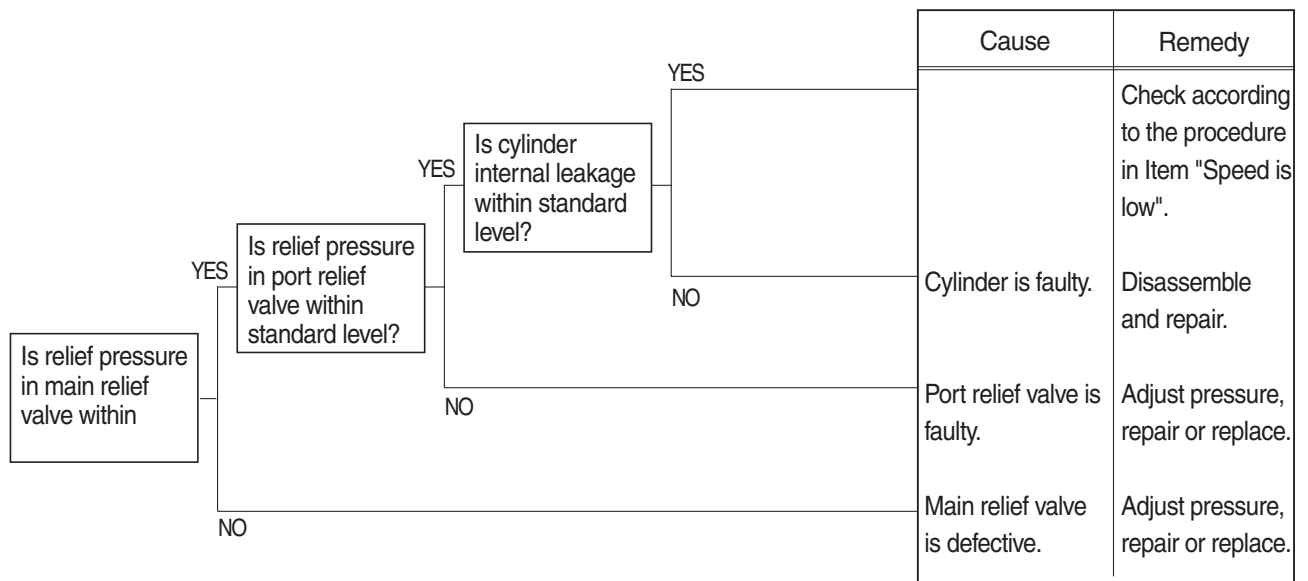 Cause
Remedy
YES
Check according
to the procedure
in Item "Speed is
low".
YES
Is cylinder
internal leakage
within standard
level?
NO
Cylinder is faulty.
Disassemble
and repair.
YES
Is relief pressure
in port relief
valve within
standard level?
NO
Port relief valve is
faulty.
Adjust pressure,
repair or replace.
Is relief pressure
in main relief
valve within
NO
Main relief valve
is defective.
Adjust pressure,
repair or replace.